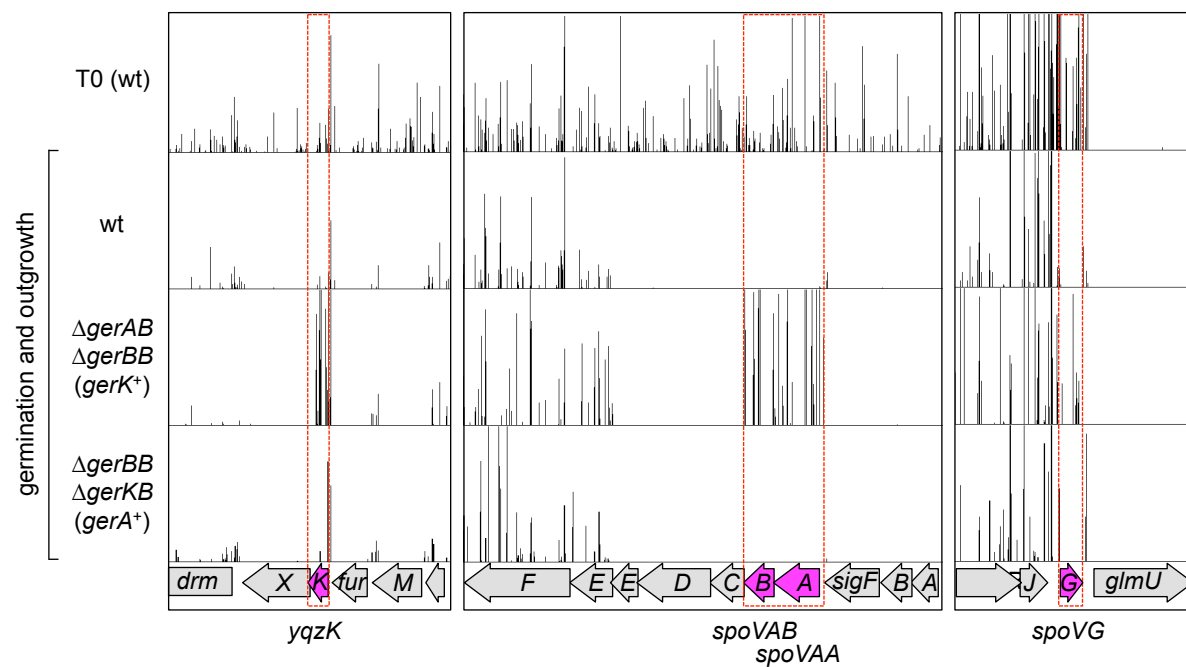 T0 (wt)
germination and outgrowth
wt
ΔgerAB
ΔgerBB
(gerK⁺)
ΔgerBB
ΔgerKB
(gerA⁺)
drm X K fur M F E E D C B A sigF B A J G glmU
yqzK spoVAB spoVG
spoVAA